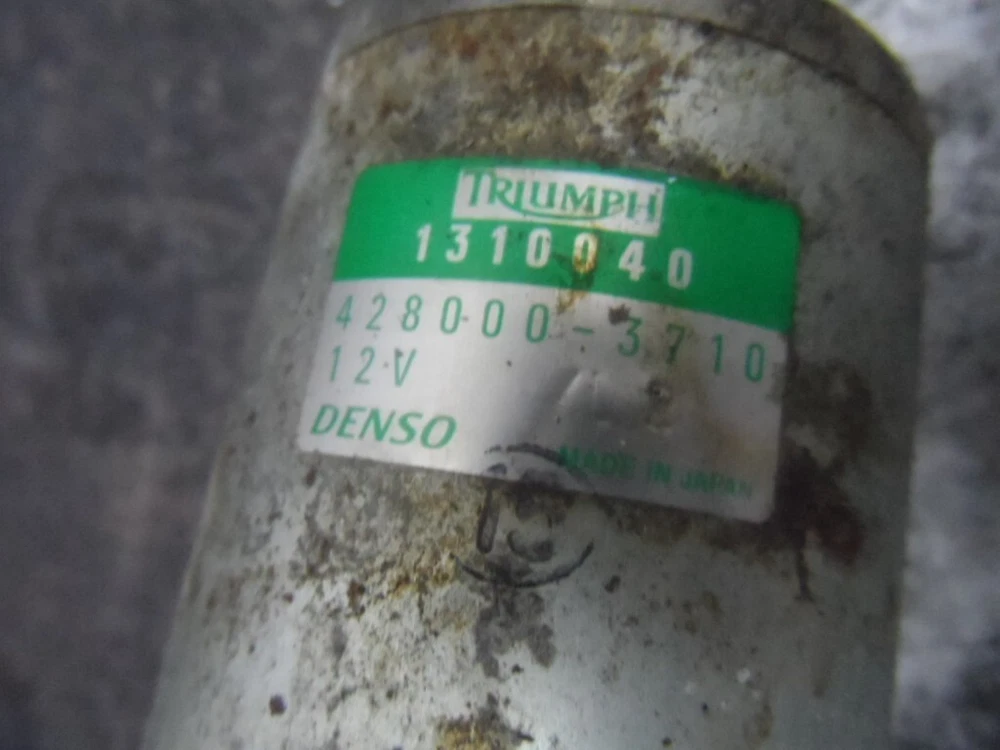 TRIUMPH
1310040
428000-3710
12V
DENSO
MADE IN JAPAN